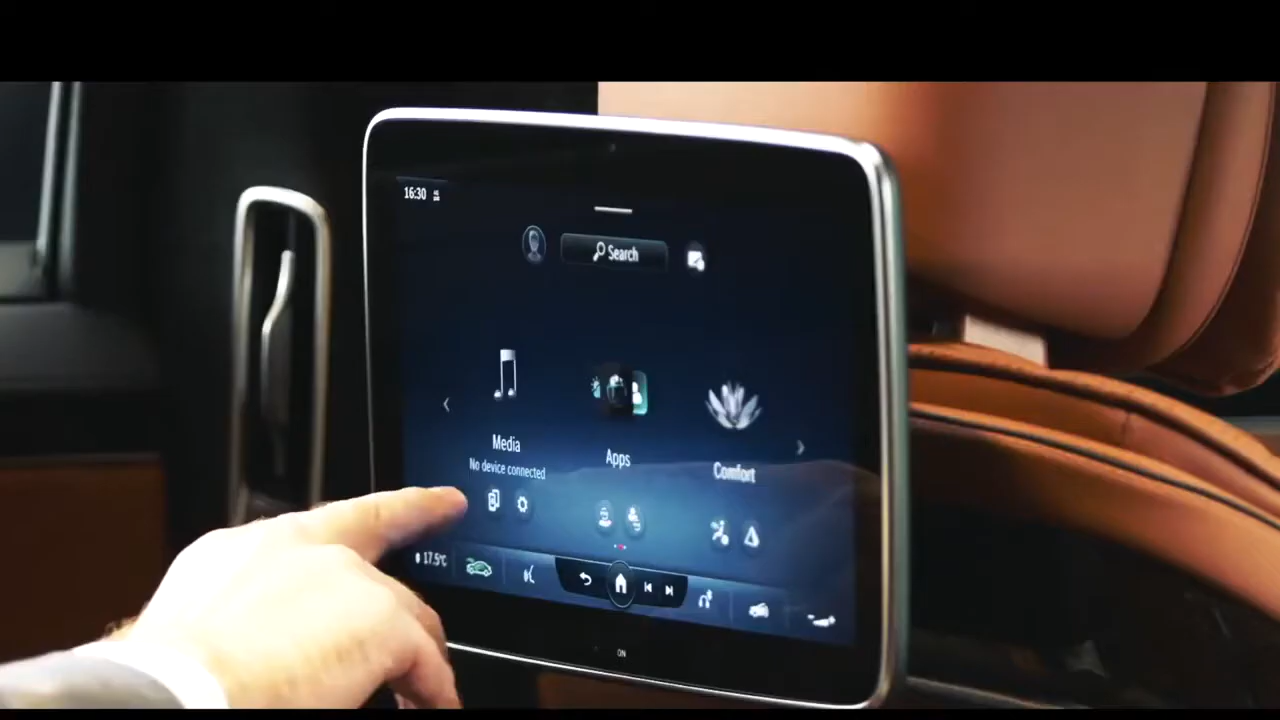 16:30
Search
Media
No device connected
Apps
Comfort
17.5°C
ON